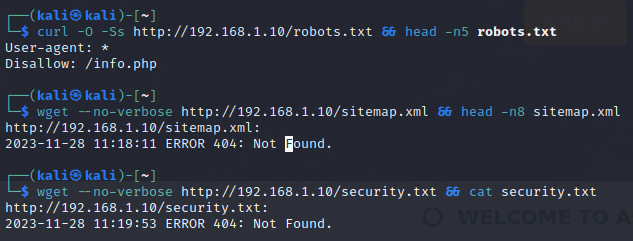 ┌──(kali㉿kali)-[~]
└─$ curl -O -Ss http://192.168.1.10/robots.txt && head -n5 robots.txt
User-agent: *
Disallow: /info.php
┌──(kali㉿kali)-[~]
└─$ wget --no-verbose http://192.168.1.10/sitemap.xml && head -n8 sitemap.xml
http://192.168.1.10/sitemap.xml:
2023-11-28 11:18:11 ERROR 404: Not Found.
┌──(kali㉿kali)-[~]
└─$ wget --no-verbose http://192.168.1.10/security.txt && cat security.txt
http://192.168.1.10/security.txt:
2023-11-28 11:19:53 ERROR 404: Not Found.
WELCOME TO A